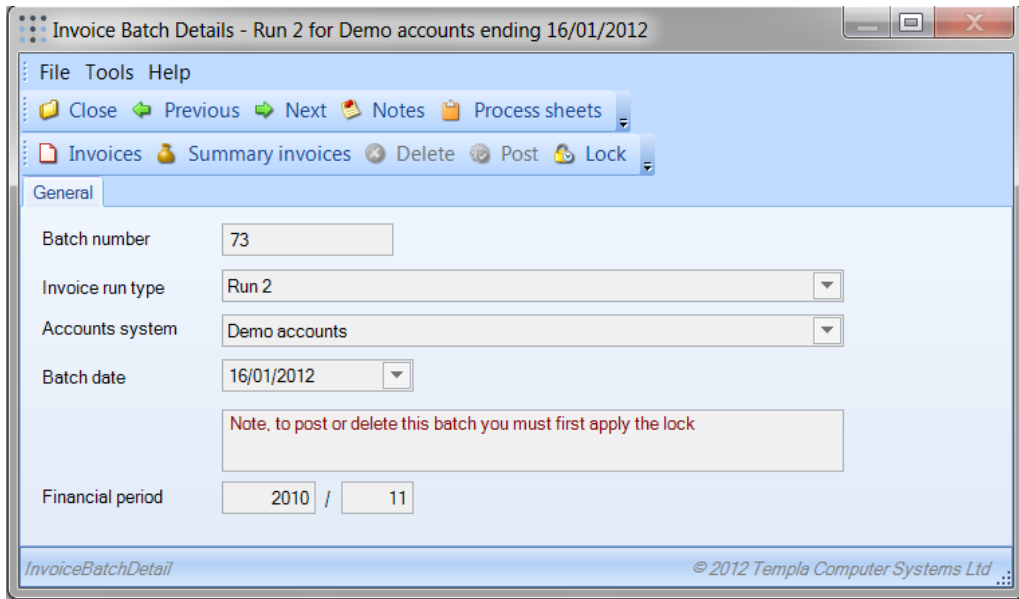 Invoice Batch Details - Run 2 for Demo accounts ending 16/01/2012
File Tools Help
Close Previous Next Notes Process sheets
Invoices Summary invoices Delete Post Lock
General
Batch number 73
Invoice run type Run 2
Accounts system Demo accounts
Batch date 16/01/2012
Note, to post or delete this batch you must first apply the lock
Financial period 2010 / 11
InvoiceBatchDetail © 2012 Templa Computer Systems Ltd